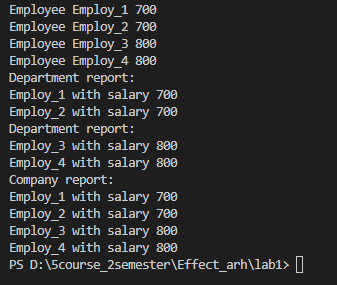 Employee Employ_1 700
Employee Employ_2 700
Employee Employ_3 800
Employee Employ_4 800
Department report:
Employ_1 with salary 700
Employ_2 with salary 700
Department report:
Employ_3 with salary 800
Employ_4 with salary 800
Company report:
Employ_1 with salary 700
Employ_2 with salary 700
Employ_3 with salary 800
Employ_4 with salary 800
PS D:\5course_2semester\Effect_arh\lab1>